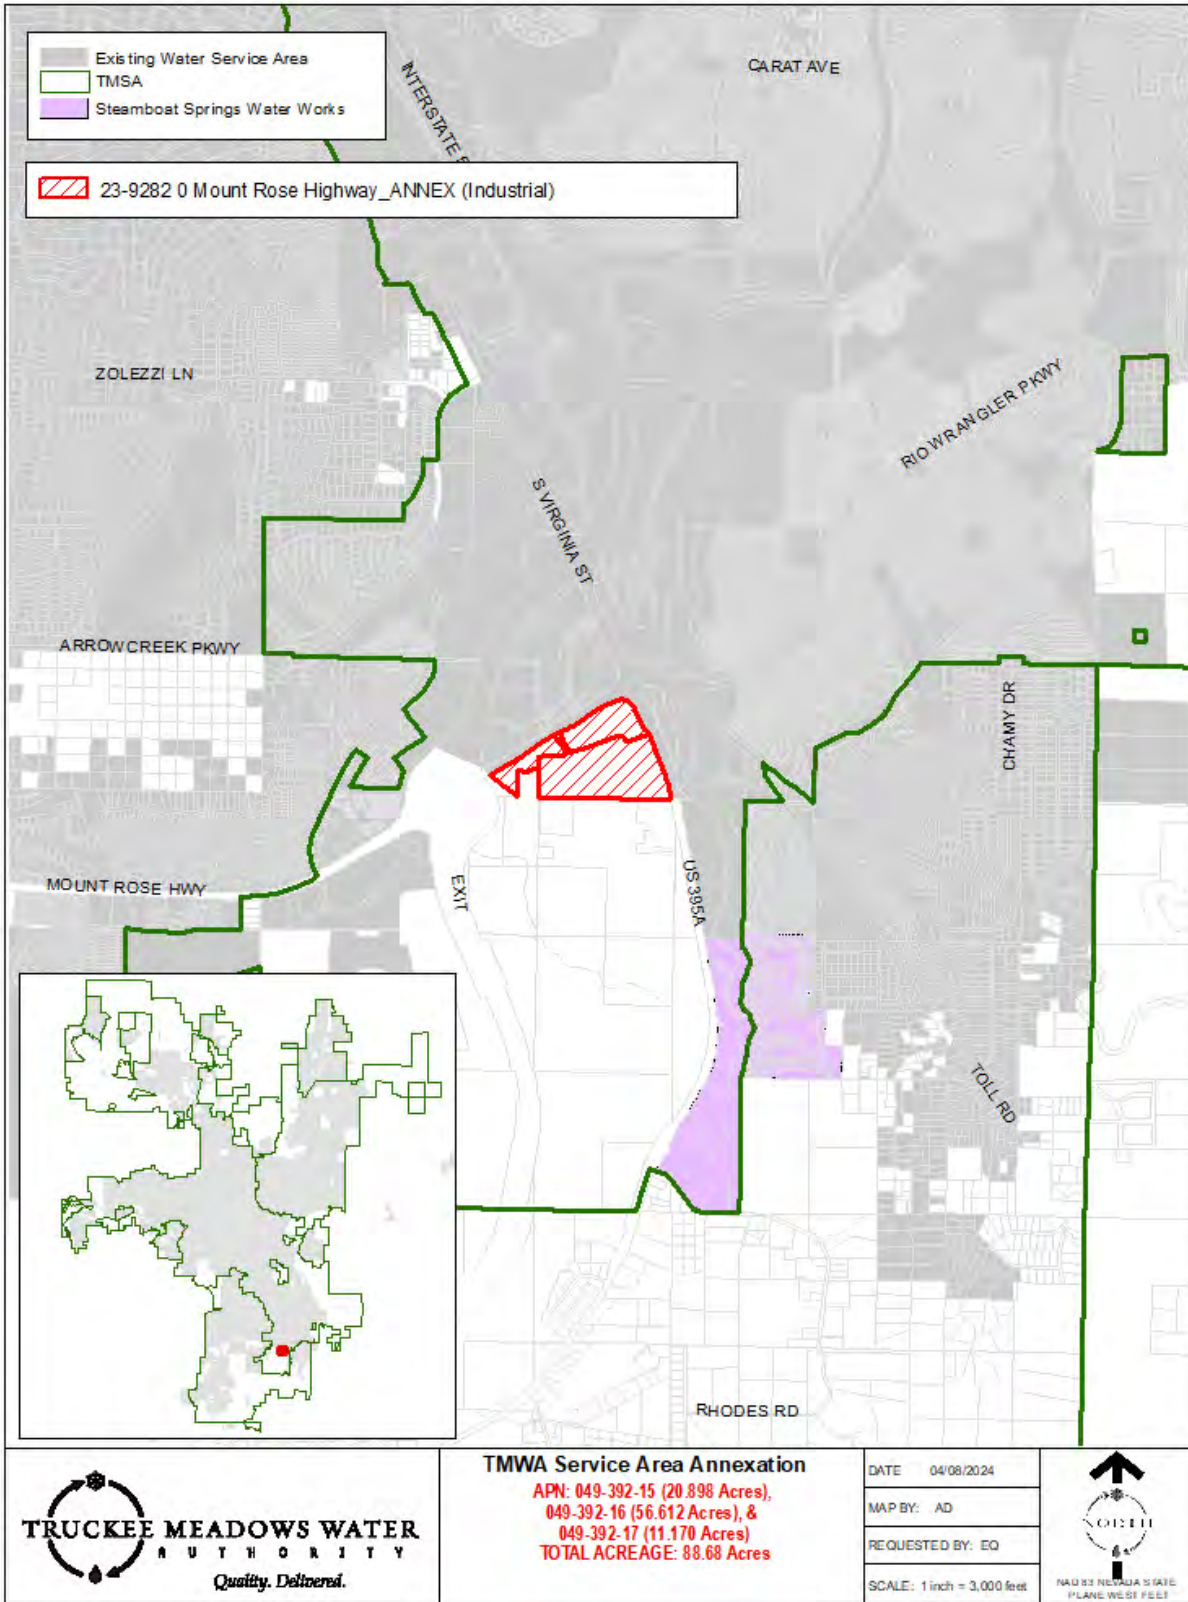 Existing Water Service Area
TMSA
Steamboat Springs Water Works
23-9282 0 Mount Rose Highway_ANNEX (Industrial)
INTERSTATE
CARAT AVE
ZOLEZZI LN
RIO WRANGLER PKWY
S VIRGINIA ST
ARROWCREEK PKWY
CHAMY DR
MOUNT ROSE HWY
EXIT
US 395A
TOLL RD
RHODES RD
TRUCKEE MEADOWS WATER
AUTHORITY
Quality. Delivered.
TMWA Service Area Annexation
APN: 049-392-15 (20.898 Acres),
049-392-16 (56.612 Acres), &
049-392-17 (11.170 Acres)
TOTAL ACREAGE: 88.68 Acres
DATE 04/08/2024
MAP BY: AD
REQUESTED BY: EQ
SCALE: 1 inch = 3,000 feet
NORTH
NAD 83 NEVADA STATE
PLANE WEST FEET